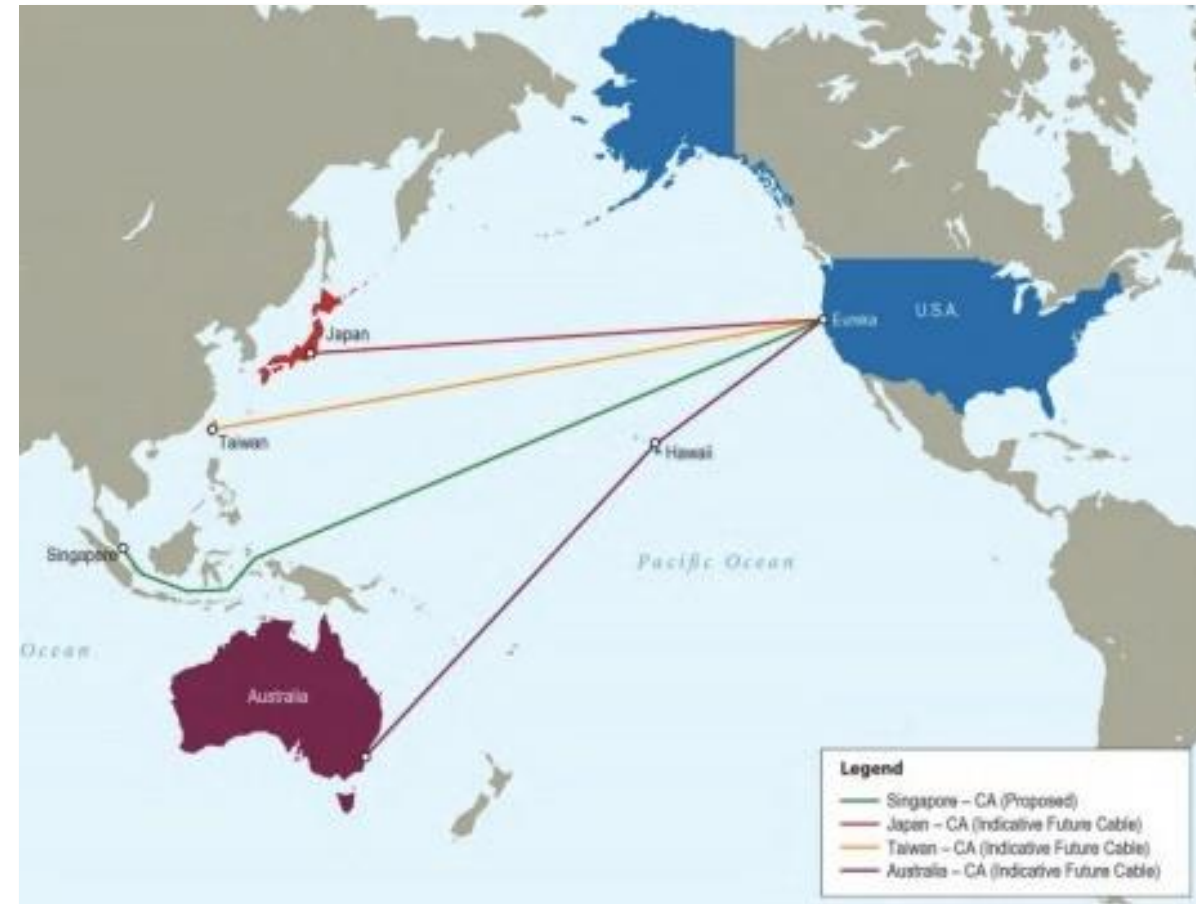 U.S.A.
Eureka
Japan
Taiwan
Hawaii
Singapore
Pacific Ocean
Ocean
Australia
Legend
Singapore – CA (Proposed)
Japan – CA (Indicative Future Cable)
Taiwan – CA (Indicative Future Cable)
Australia – CA (Indicative Future Cable)